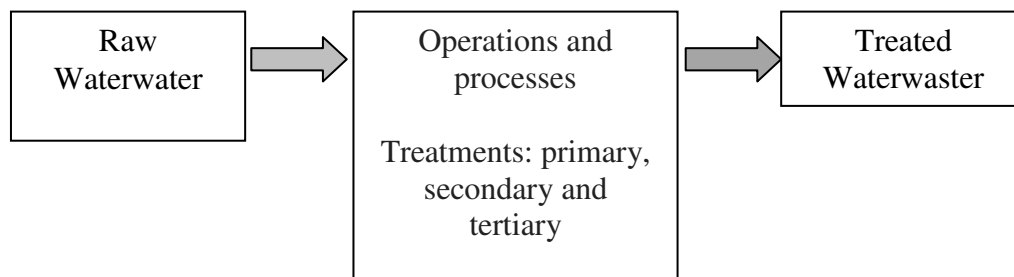 Raw
Waterwater
Operations and
processes
Treatments: primary,
secondary and
tertiary
Treated
Waterwaster